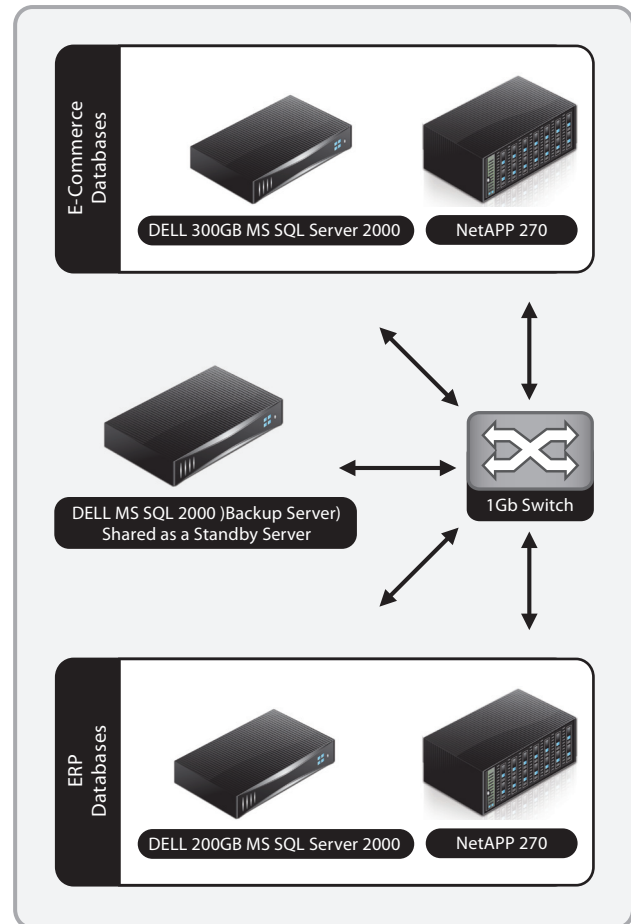 E-Commerce
Databases
DELL 300GB MS SQL Server 2000
NetAPP 270
DELL MS SQL 2000 )Backup Server)
Shared as a Standby Server
1Gb Switch
ERP
Databases
DELL 200GB MS SQL Server 2000
NetAPP 270